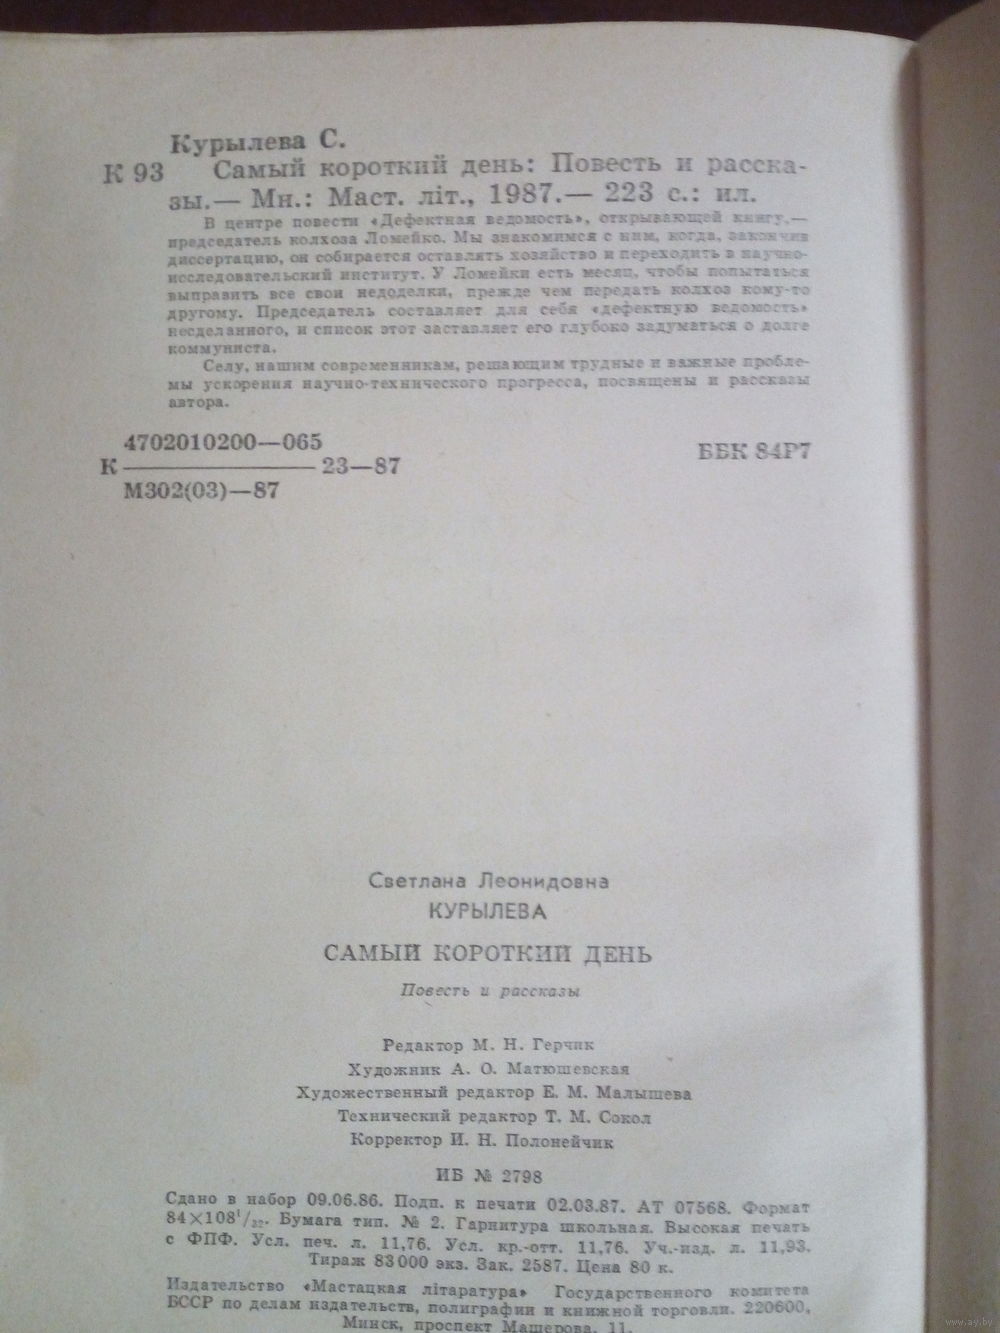 Курылева С.
К 93 Самый короткий день: Повесть и расска-
зы.— Мн.: Маст. літ., 1987.— 223 с.: ил.
В центре повести «Дефектная ведомость», открывающей книгу,—
председатель колхоза Ломейко. Мы знакомимся с ним, когда, закончив
диссертацию, он собирается оставлять хозяйство и переходить в научно-
исследовательский институт. У Ломейки есть месяц, чтобы попытаться
выправить все свои недоделки, прежде чем передать колхоз кому-то
другому. Председатель составляет для себя «дефектную ведомость»
несделанного, и список этот заставляет его глубоко задуматься о долге
коммуниста.
Селу, нашим современникам, решающим трудные и важные пробле-
мы ускорения научно-технического прогресса, посвящены и рассказы
автора.
4702010200—065
К ———— 23—87
М302(03)—87
ББК 84Р7
Светлана Леонидовна
КУРЫЛЕВА
САМЫЙ КОРОТКИЙ ДЕНЬ
Повесть и рассказы
Редактор М. Н. Герчик
Художник А. О. Матюшевская
Художественный редактор Е. М. Малышева
Технический редактор Т. М. Сокол
Корректор И. Н. Полонейчик
ИБ № 2798
Сдано в набор 09.06.86. Подп. к печати 02.03.87. АТ 07568. Формат
84×108¹/₃₂. Бумага тип. № 2. Гарнитура школьная. Высокая печать
с ФПФ. Усл. печ. л. 11,76. Усл. кр.-отт. 11,76. Уч.-изд. л. 11,93.
Тираж 83 000 экз. Зак. 2587. Цена 80 к.
Издательство «Мастацкая літаратура» Государственного комитета
БССР по делам издательств, полиграфии и книжной торговли. 220600,
Минск, проспект Машерова, 11.
www.ay.by